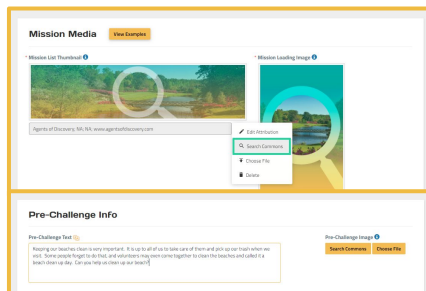 Mission Media
View Examples
* Mission List Thumbnail
* Mission Loading Image
Agents of Discovery; NA; NA; www.agentsofdiscovery.com
Edit Attribution
Search Commons
Choose File
Delete
Pre-Challenge Info
Pre-Challenge Text
Pre-Challenge Image
Search Commons
Choose File
Keeping our beaches clean is very important. It is up to all of us to take care of them and pick up our trash when we
visit. Some people forget to do that, and volunteers may even come together to clean the beaches and called it a
beach clean up day. Can you help us clean up our beach?